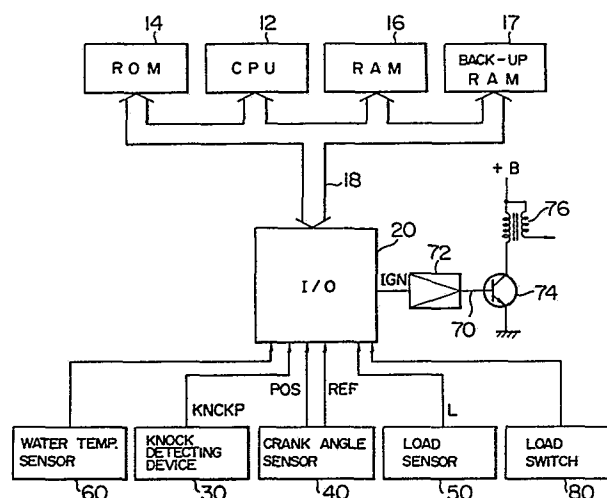 14
12
16
17
ROM
CPU
RAM
BACK-UP
RAM
18
+B
76
20
72
I/O
IGN
74
70
POS
REF
KNCKP
L
WATER TEMP.
SENSOR
KNOCK
DETECTING
DEVICE
CRANK ANGLE
SENSOR
LOAD
SENSOR
LOAD
SWITCH
60
30
40
50
80